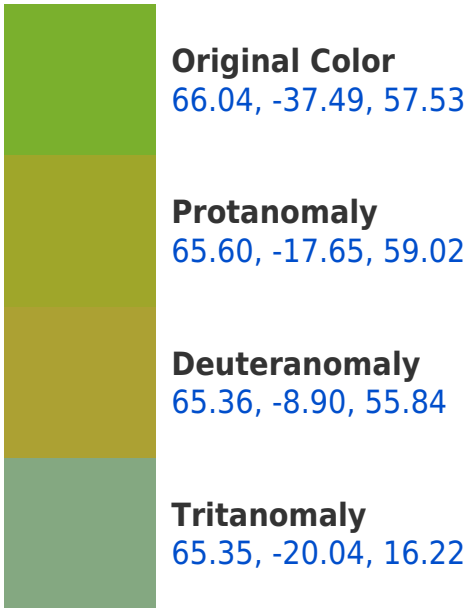 Original Color
66.04, -37.49, 57.53
Protanomaly
65.60, -17.65, 59.02
Deuteranomaly
65.36, -8.90, 55.84
Tritanomaly
65.35, -20.04, 16.22